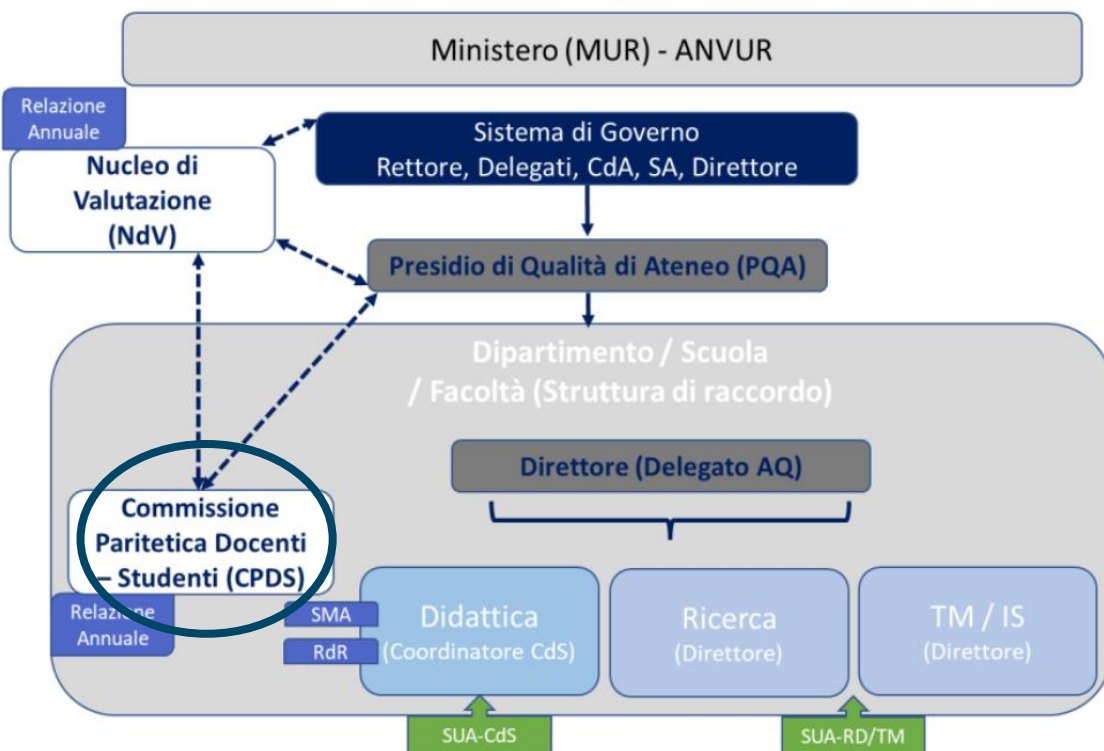 Ministero (MUR) - ANVUR
Relazione
Annuale
Sistema di Governo
Rettore, Delegati, CdA, SA, Direttore
Nucleo di
Valutazione
(NdV)
Presidio di Qualità di Ateneo (PQA)
Dipartimento / Scuola
/ Facoltà (Struttura di raccordo)
Direttore (Delegato AQ)
Commissione
Paritetica Docenti
– Studenti (CPDS)
Relazione
Annuale
SMA
RdR
Didattica
(Coordinatore CdS)
Ricerca
(Direttore)
TM / IS
(Direttore)
SUA-CdS
SUA-RD/TM